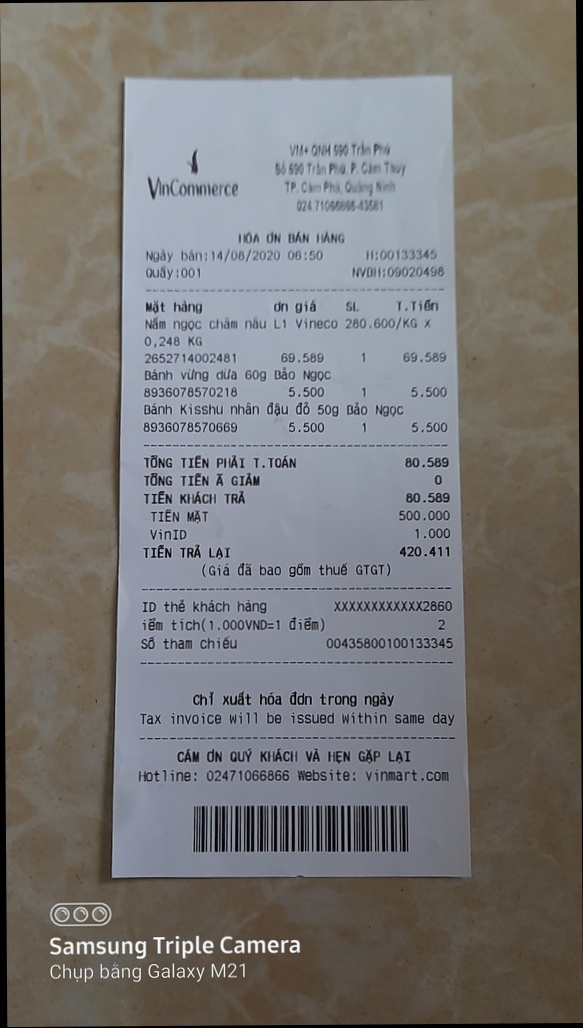 VinCommerce
VM+ QNH 590 Trần Phú
Số 590 Trần Phú, P. Cẩm Thủy
TP. Cẩm Phả, Quảng Ninh
024.71066866-43581
HÓA ƠN BÁN HÀNG
Ngày bán:14/08/2020 06:50 H:00133345
Quầy:001 NVBH:09020498
Mặt hàng ơn giá SL T.Tiền
Nấm ngọc châm nâu L1 Vineco 280.600/KG X
0,248 KG
2652714002481 69.589 1 69.589
Bánh vừng dừa 60g Bảo Ngọc
8936078570218 5.500 1 5.500
Bánh Kisshu nhân đậu đỏ 50g Bảo Ngọc
8936078570669 5.500 1 5.500
TỔNG TIỀN PHẢI T.TOÁN 80.589
TỔNG TIỀN Ã GIẢM 0
TIỀN KHÁCH TRẢ 80.589
TIỀN MẶT 500.000
VinID 1.000
TIỀN TRẢ LẠI 420.411
(Giá đã bao gồm thuế GTGT)
ID thẻ khách hàng XXXXXXXXXXXX2860
iểm tích(1.000VND=1 điểm) 2
Số tham chiếu 00435800100133345
Chỉ xuất hóa đơn trong ngày
Tax invoice will be issued within same day
CẢM ƠN QUÝ KHÁCH VÀ HẸN GẶP LẠI
Hotline: 02471066866 Website: vinmart.com
Samsung Triple Camera
Chụp bằng Galaxy M21